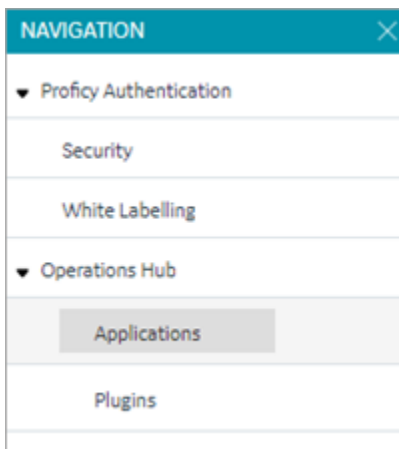 NAVIGATION
Proficy Authentication
Security
White Labelling
Operations Hub
Applications
Plugins